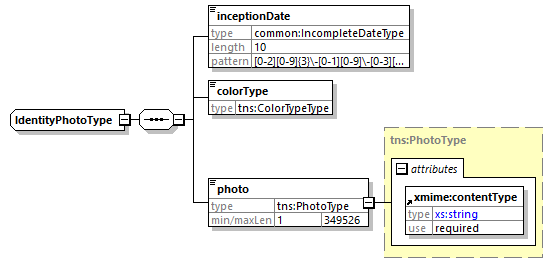 inceptionDate
type common:IncompleteDateType
length 10
pattern [0-2][0-9]{3}\-[0-1][0-9]\-[0-3][...
colorType
type tns:ColorTypeType
IdentityPhotoType
tns:PhotoType
attributes
photo
type tns:PhotoType
min/maxLen 1 349526
xmime:contentType
type xs:string
use required